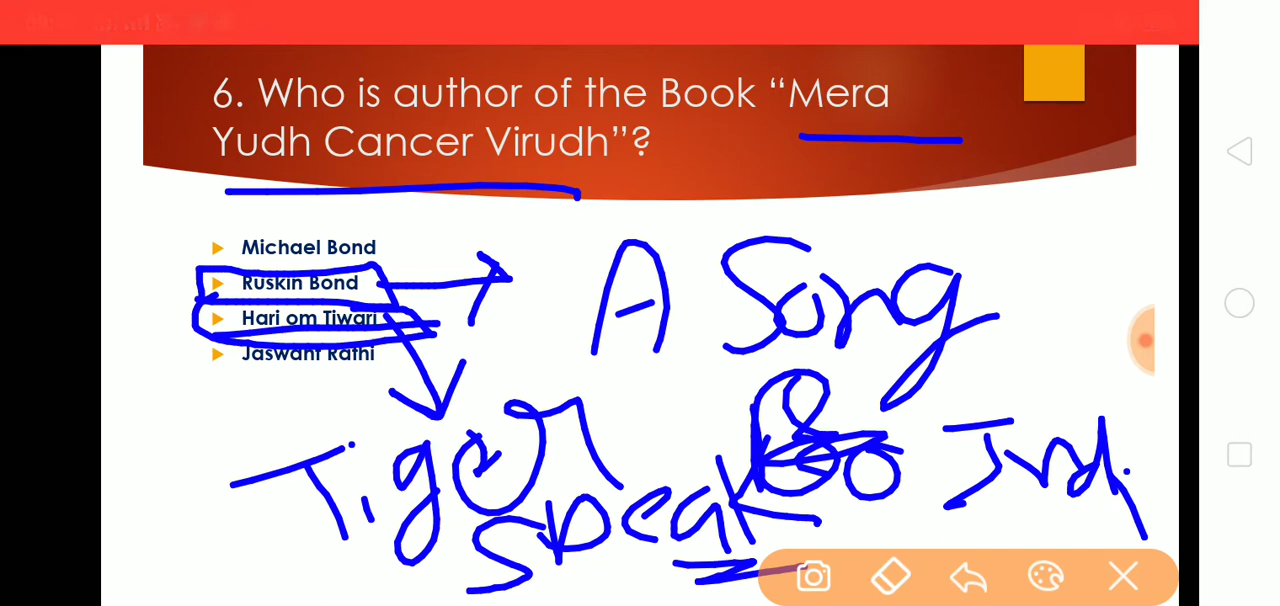 6. Who is author of the Book “Mera
Yudh Cancer Virudh”?
Michael Bond
Ruskin Bond
Hari om Tiwari
Jaswant Rathi
A Song
Tiger
Speak